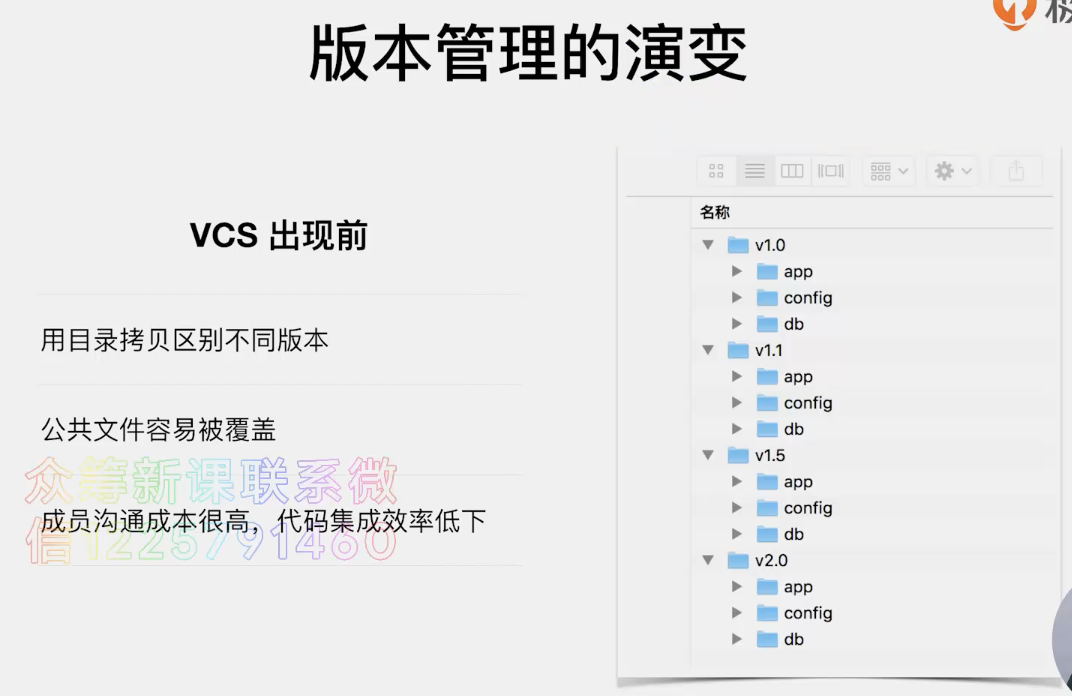 版本管理的演变
VCS 出现前
用目录拷贝区别不同版本
公共文件容易被覆盖
众筹新课联系微
成员沟通成本很高，代码集成效率低下
信1225791460
名称
v1.0
app
config
db
v1.1
app
config
db
v1.5
app
config
db
v2.0
app
config
db